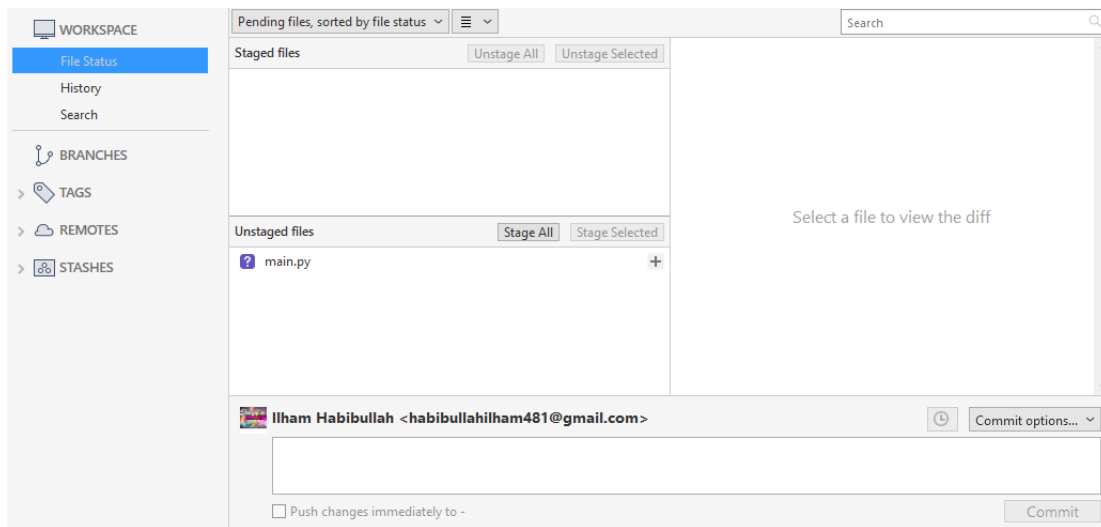 WORKSPACE
File Status
History
Search
BRANCHES
TAGS
REMOTES
STASHES
Pending files, sorted by file status
Search
Staged files
Unstage All
Unstage Selected
Unstaged files
Stage All
Stage Selected
? main.py +
Select a file to view the diff
Ilham Habibullah <habibullahilham481@gmail.com>
Commit options...
Push changes immediately to -
Commit